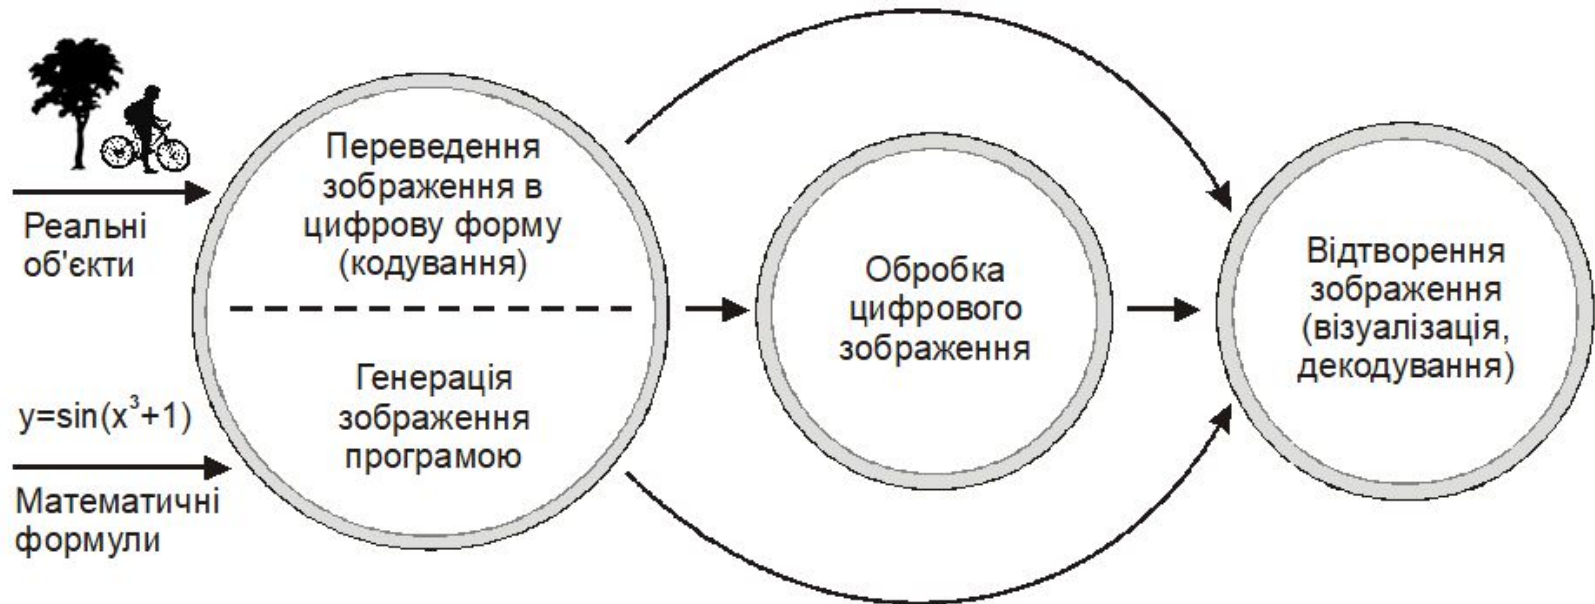 Реальні
об'єкти
y=sin(x³+1)
Математичні
формули
Переведення
зображення в
цифрову форму
(кодування)
Генерація
зображення
програмою
Обробка
цифрового
зображення
Відтворення
зображення
(візуалізація,
декодування)